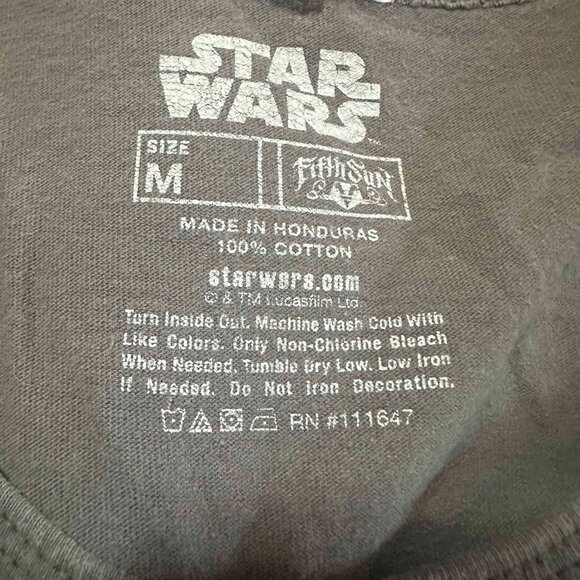 STAR
WARS
TM
SIZE
M
FifthSun
MADE IN HONDURAS
100% COTTON
starwars.com
© & TM Lucasfilm Ltd.
Turn Inside Out. Machine Wash Cold With
Like Colors. Only Non-Chlorine Bleach
When Needed. Tumble Dry Low. Low Iron
If Needed. Do Not Iron Decoration.
RN #111647